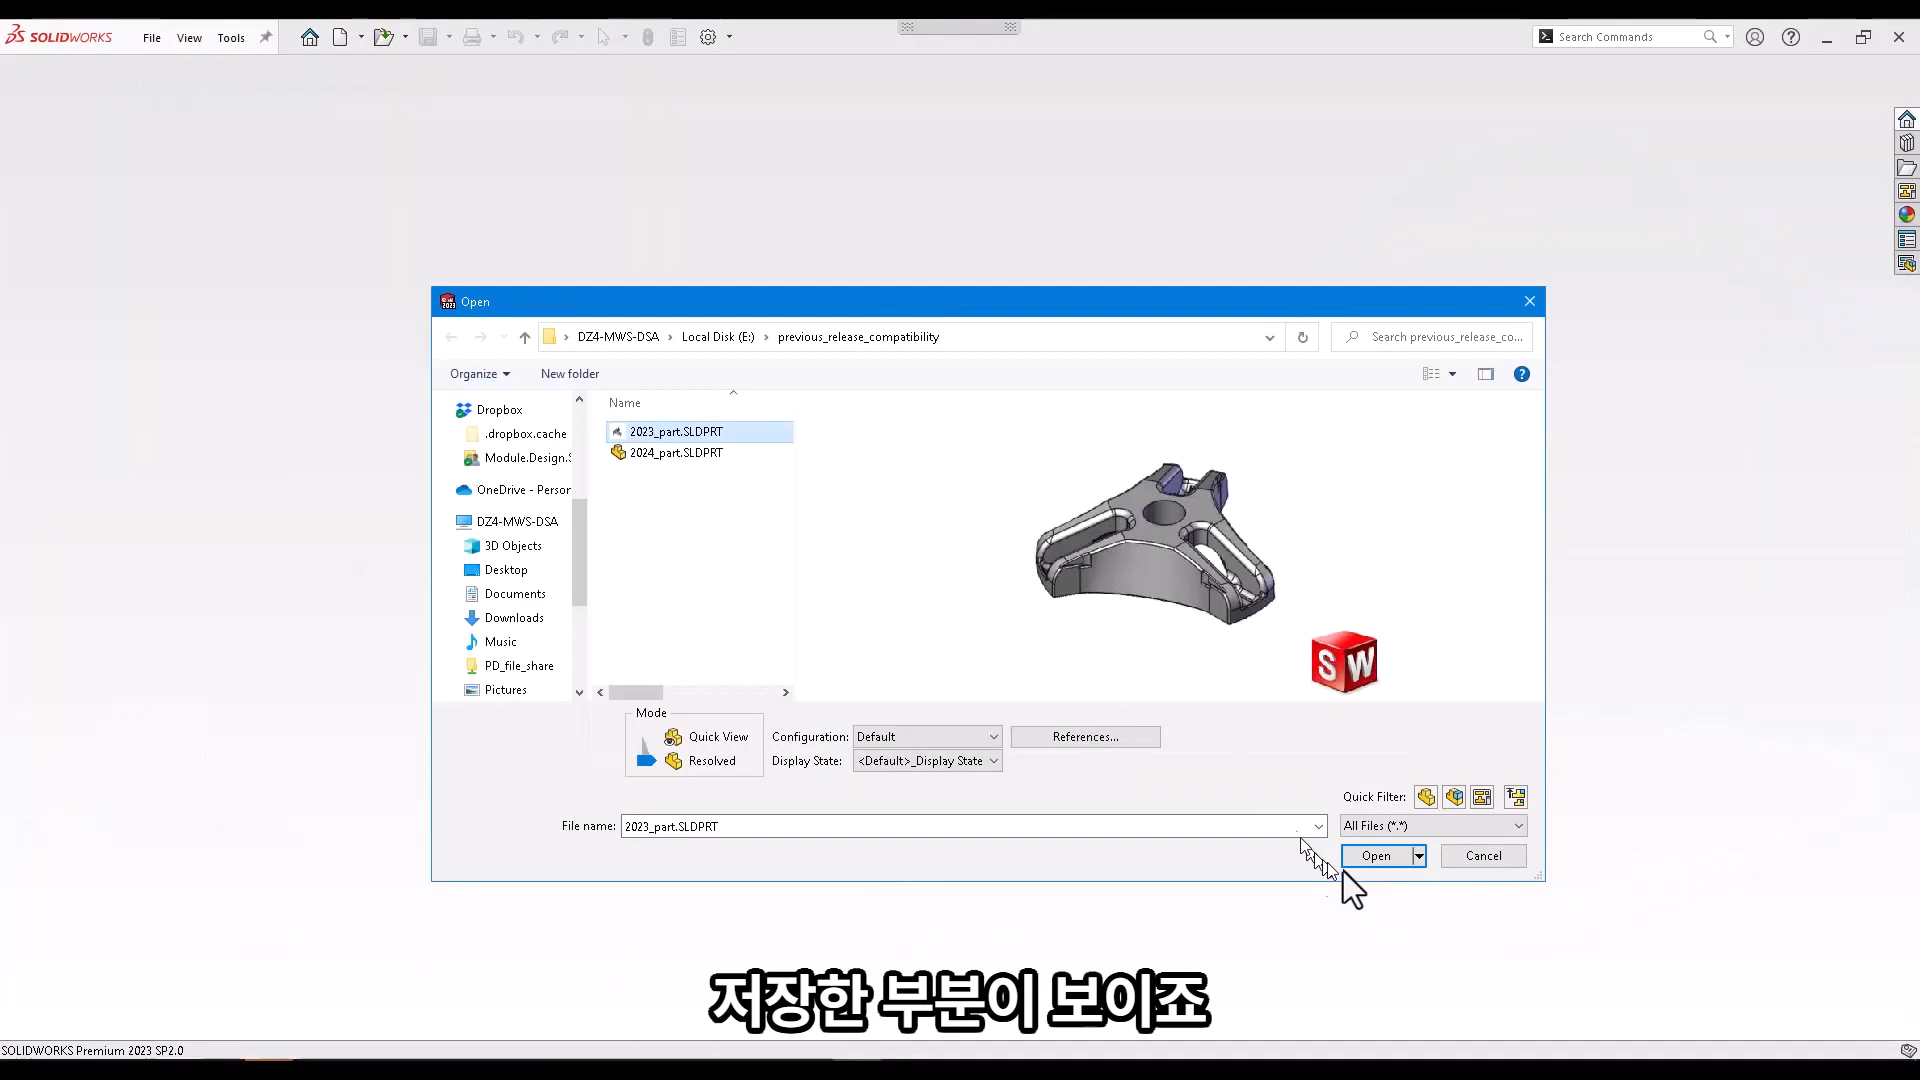 SOLIDWORKS File View Tools Search Commands
Open
DZ4-MWS-DSA Local Disk (E:) previous_release_compatibility Search previous_release_co...
Organize New folder
Name
Dropbox
.dropbox.cache
Module.Design.S
OneDrive - Person
DZ4-MWS-DSA
3D Objects
Desktop
Documents
Downloads
Music
PD_file_share
Pictures
2023_part.SLDPRT
2024_part.SLDPRT
SW
Mode
Quick View
Resolved
Configuration: Default References...
Display State: <Default>_Display State
Quick Filter:
File name: 2023_part.SLDPRT All Files (*.*)
Open Cancel
저장한 부분이 보이죠
SOLIDWORKS Premium 2023 SP2.0